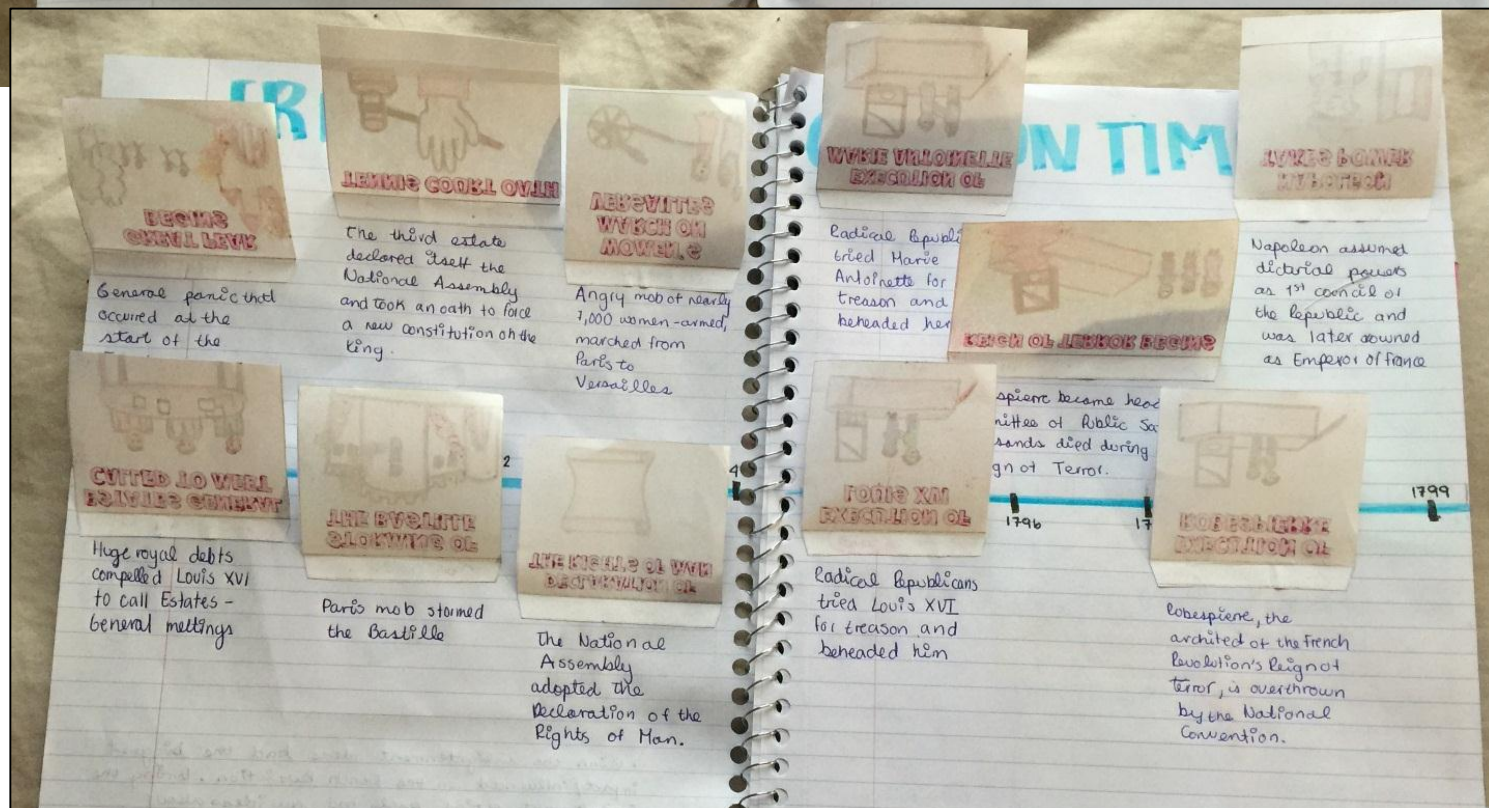 FR
ON TIM
GREAT FEAR
BEGINS
General panic that
occurred at the
start of the
TENNIS COURT OATH
The third estate
declared itself the
National Assembly
and took an oath to force
a new constitution on the
king.
WOMEN'S
MARCH ON
VERSAILLES
Angry mob of nearly
7,000 women-armed,
marched from
Paris to
Versailles
ESTATES GENERAL
CALLED TO MEET
Huge royal debts
compelled Louis XVI
to call Estates-
General mettings
STORMING OF
THE BASTILLE
Paris mob stormed
the Bastille
DECLARATION OF
THE RIGHTS OF MAN
The National
Assembly
adopted the
Declaration of the
Rights of Man.
2
4
EXECUTION OF
MARIE ANTOINETTE
Radical Republi
tried Marie
Antoinette for
treason and
beheaded her
REIGN OF TERROR BEGINS
spierre become head
mittee of Public Sa
sands died during
gn of Terror.
NAPOLEON
TAKES POWER
Napoleon assumed
dictarial powers
as 1st council of
the Republic and
was later crowned
as Emperor of france
EXECUTION OF
LOUIS XVI
Radical Republicans
tried Louis XVI
for treason and
beheaded him
1796
17
1799
EXECUTION OF
ROBESPIERRE
Robespiere, the
architect of the french
Revolution's Reign of
terror, is overthrown
by the National
Convention.